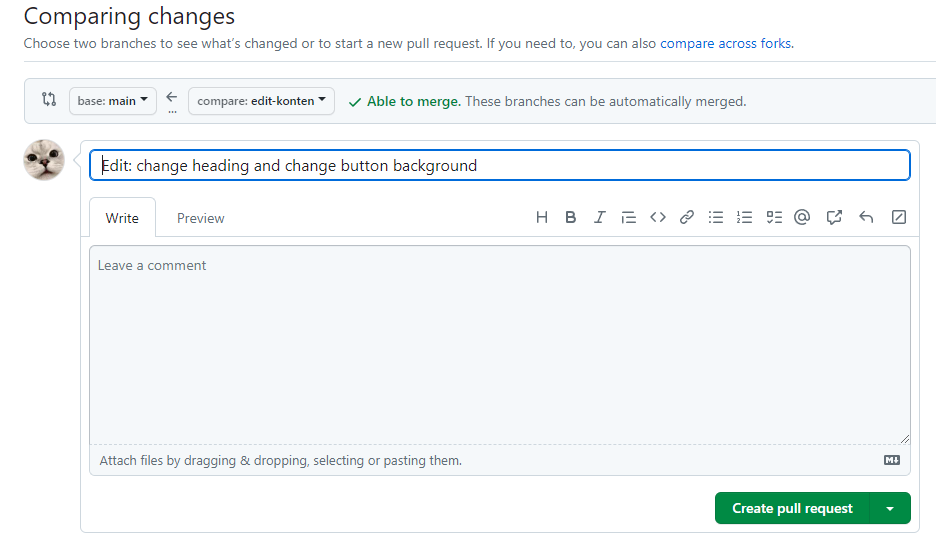 Comparing changes
Choose two branches to see what's changed or to start a new pull request. If you need to, you can also compare across forks.
base: main ... compare: edit-konten Able to merge. These branches can be automatically merged.
Edit: change heading and change button background
Write Preview H B I
Leave a comment
Attach files by dragging & dropping, selecting or pasting them.
Create pull request